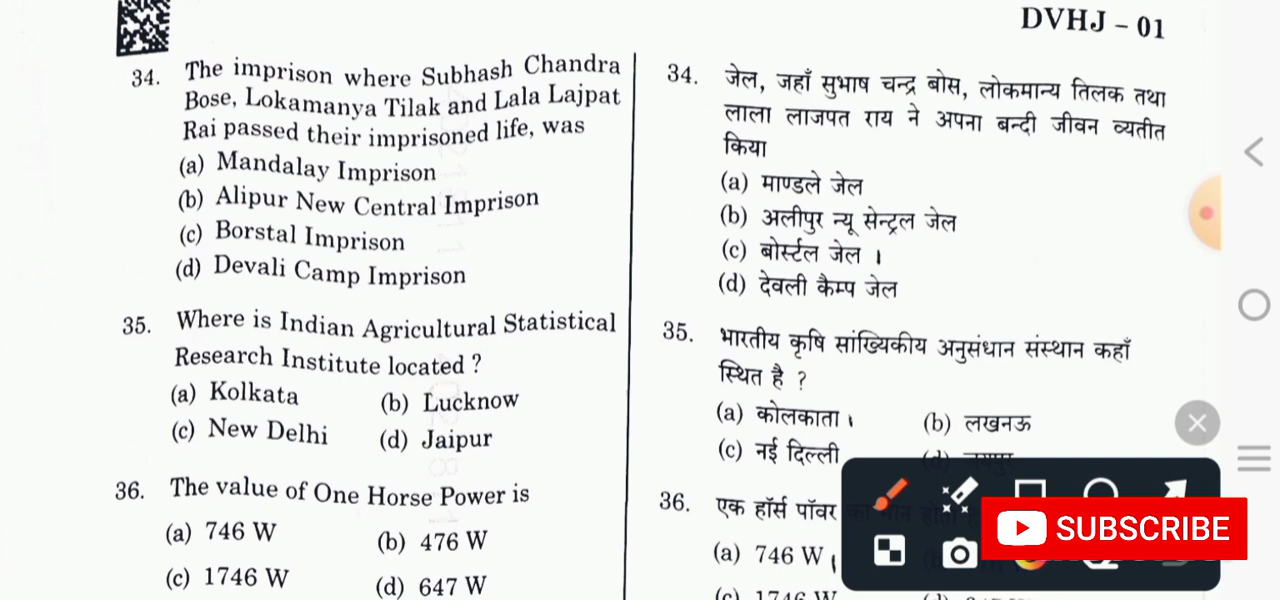 DVHJ – 01
34. The imprison where Subhash Chandra
Bose, Lokamanya Tilak and Lala Lajpat
Rai passed their imprisoned life, was
(a) Mandalay Imprison
(b) Alipur New Central Imprison
(c) Borstal Imprison
(d) Devali Camp Imprison
35. Where is Indian Agricultural Statistical
Research Institute located ?
(a) Kolkata (b) Lucknow
(c) New Delhi (d) Jaipur
36. The value of One Horse Power is
(a) 746 W (b) 476 W
(c) 1746 W (d) 647 W
34. जेल, जहाँ सुभाष चन्द्र बोस, लोकमान्य तिलक तथा
लाला लाजपत राय ने अपना बन्दी जीवन व्यतीत
किया
(a) माण्डले जेल
(b) अलीपुर न्यू सेन्ट्रल जेल
(c) बोर्स्टल जेल ।
(d) देवली कैम्प जेल
35. भारतीय कृषि सांख्यिकीय अनुसंधान संस्थान कहाँ
स्थित है ?
(a) कोलकाता (b) लखनऊ
(c) नई दिल्ली
36. एक हॉर्स पॉवर
(a) 746 W
(c) 1746 W
SUBSCRIBE